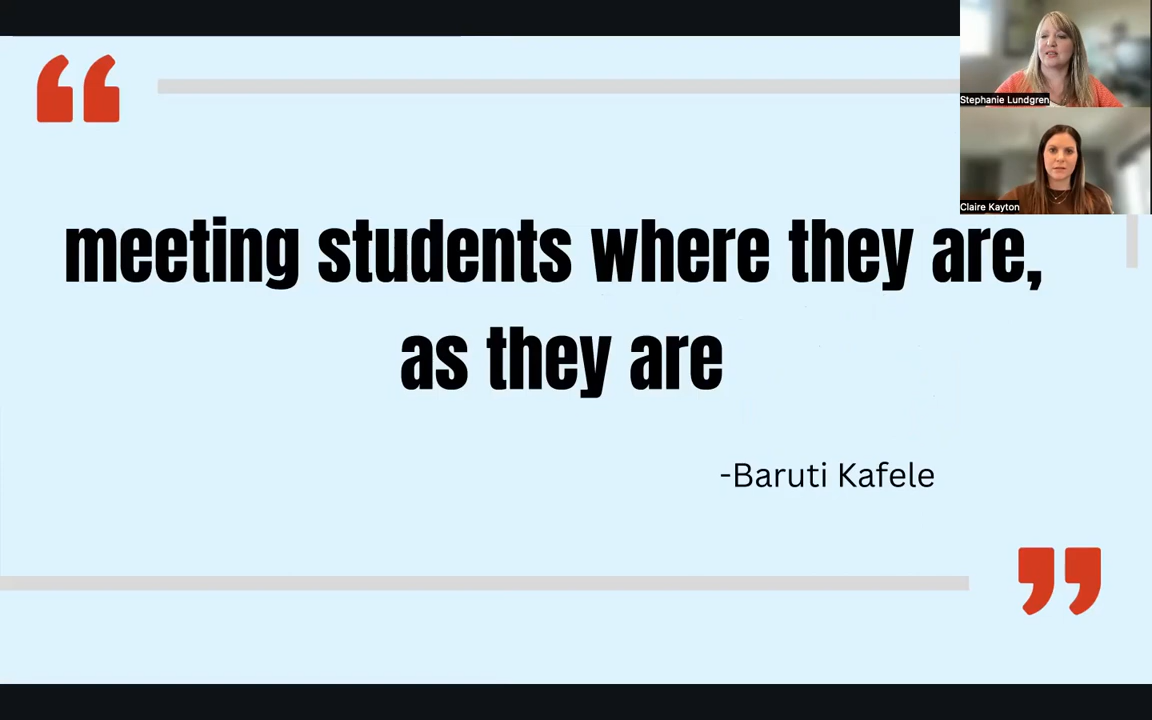 Stephanie Lundgren
Claire Kayton
“
meeting students where they are,
as they are
-Baruti Kafele
”